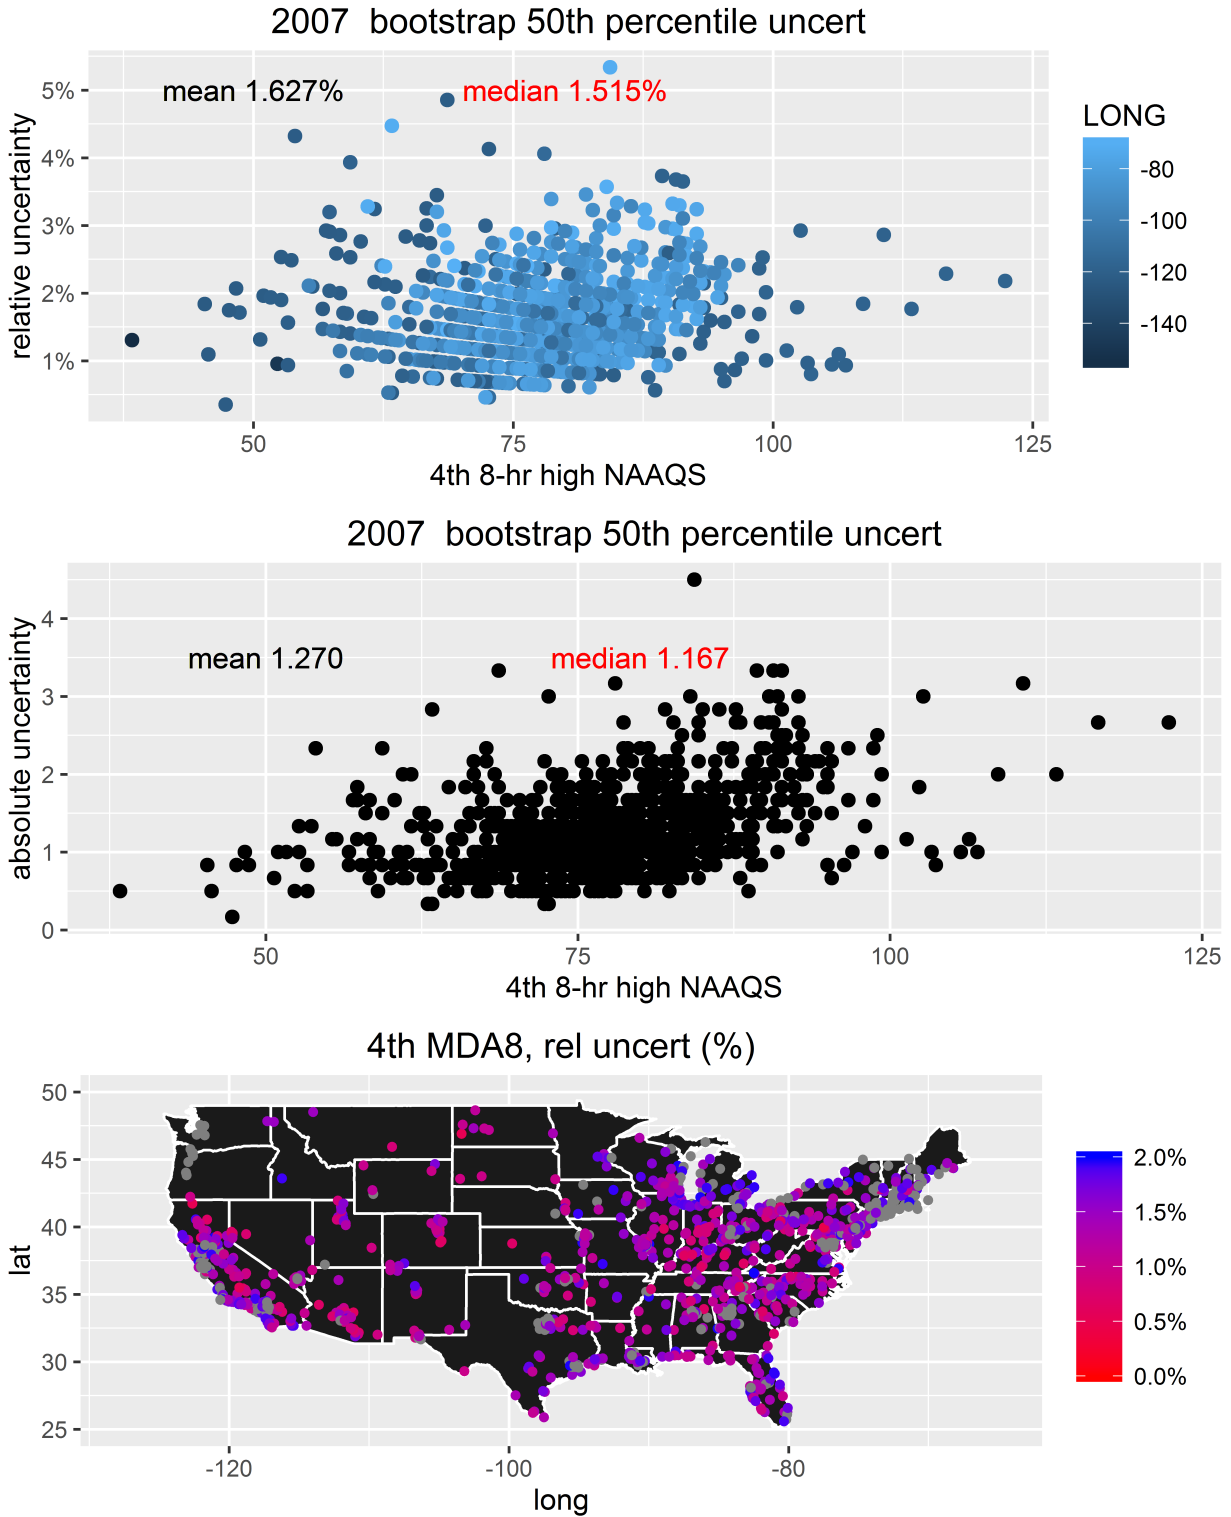 2007  bootstrap 50th percentile uncert
mean 1.627% median 1.515%
relative uncertainty
5%
4%
3%
2%
1%
50 75 100 125
4th 8-hr high NAAQS
LONG
-80
-100
-120
-140
2007  bootstrap 50th percentile uncert
mean 1.270 median 1.167
absolute uncertainty
4
3
2
1
0
50 75 100 125
4th 8-hr high NAAQS
4th MDA8, rel uncert (%)
lat
50
45
40
35
30
25
-120 -100 -80
long
2.0%
1.5%
1.0%
0.5%
0.0%